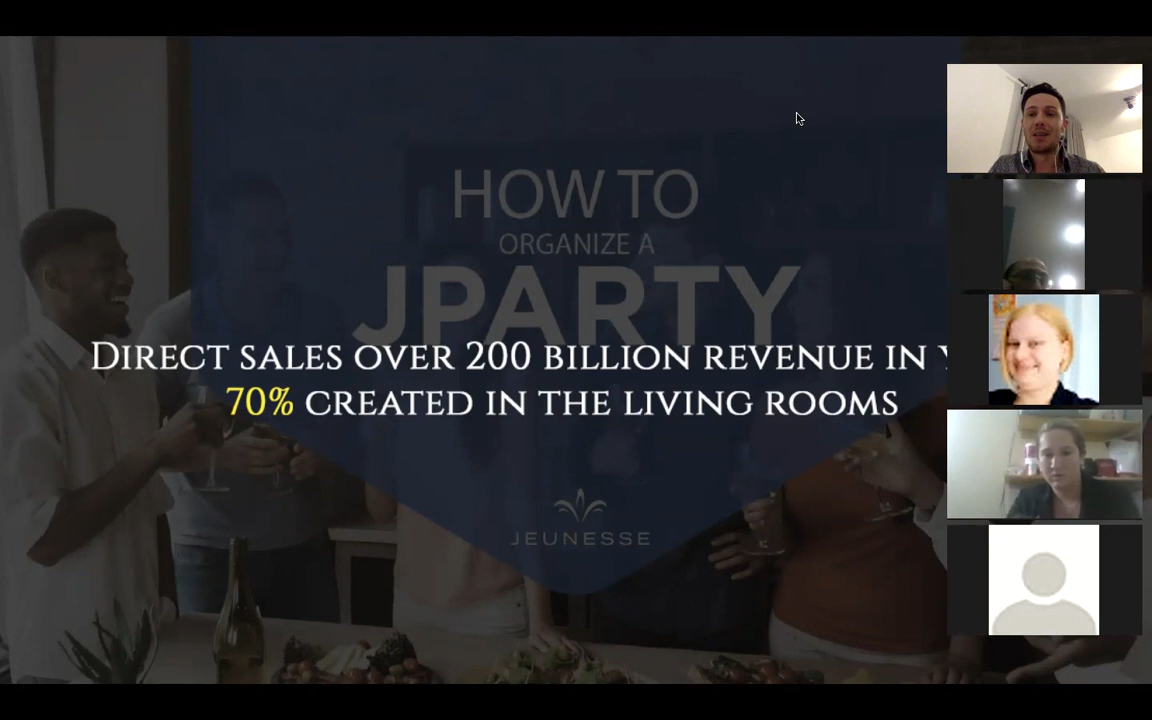 HOW TO
ORGANIZE A
JPARTY
DIRECT SALES OVER 200 BILLION REVENUE IN
70% CREATED IN THE LIVING ROOMS
JEUNESSE